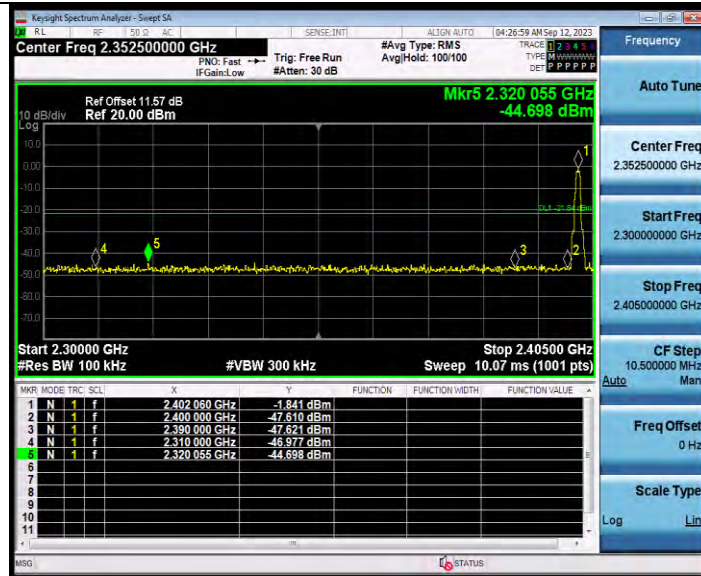 Keysight Spectrum Analyzer - Swept SA
LXI RL RF 50 Ω AC SENSE:INT ALIGN AUTO 04:26:59 AM Sep 12, 2023
Center Freq 2.352500000 GHz
PNO: Fast Trig: Free Run #Avg Type: RMS TRACE 1 2 3 4 5 6
IFGain:Low #Atten: 30 dB Avg|Hold: 100/100 TYPE M WWWWW
DET P P P P P P
Frequency
Auto Tune
Center Freq
2.352500000 GHz
Start Freq
2.300000000 GHz
Stop Freq
2.405000000 GHz
CF Step
10.500000 MHz
Auto Man
Freq Offset
0 Hz
Scale Type
Log Lin
Mkr5 2.320 055 GHz
-44.698 dBm
Ref Offset 11.57 dB
10 dB/div Ref 20.00 dBm
Log
10.0
0.00
-10.0
-20.0
-30.0
-40.0
-50.0
-60.0
-70.0
1
4
5
3
2
Start 2.30000 GHz Stop 2.40500 GHz
#Res BW 100 kHz #VBW 300 kHz Sweep 10.07 ms (1001 pts)
MKR MODE TRC SCL X Y FUNCTION FUNCTION WIDTH FUNCTION VALUE
1 N 1 f 2.402 060 GHz -1.841 dBm
2 N 1 f 2.400 000 GHz -47.610 dBm
3 N 1 f 2.390 000 GHz -47.621 dBm
4 N 1 f 2.310 000 GHz -46.977 dBm
5 N 1 f 2.320 055 GHz -44.698 dBm
6
7
8
9
10
11
MSG STATUS